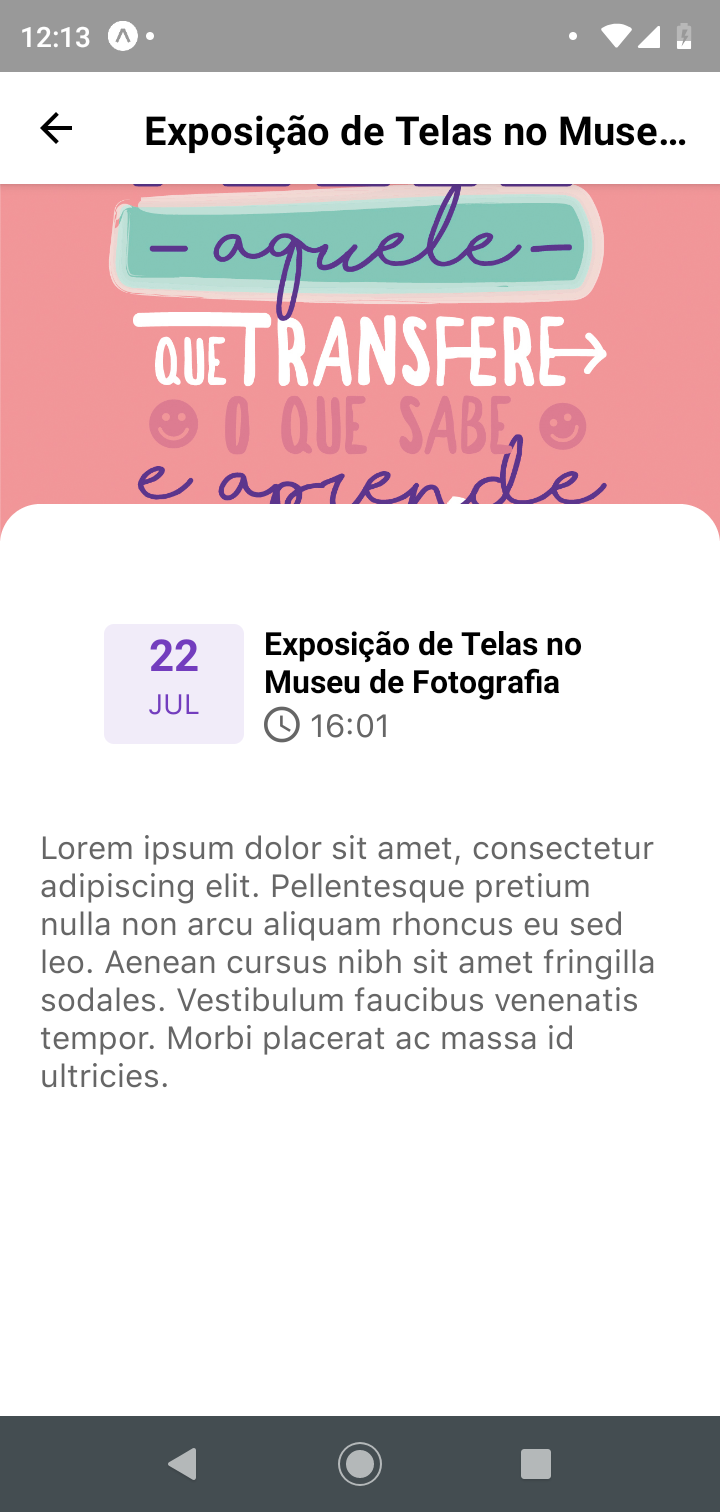 12:13
Exposição de Telas no Muse...
- aquele -
QUE TRANSFERE
O QUE SABE
e aprende
22
JUL
Exposição de Telas no
Museu de Fotografia
16:01
Lorem ipsum dolor sit amet, consectetur
adipiscing elit. Pellentesque pretium
nulla non arcu aliquam rhoncus eu sed
leo. Aenean cursus nibh sit amet fringilla
sodales. Vestibulum faucibus venenatis
tempor. Morbi placerat ac massa id
ultricies.